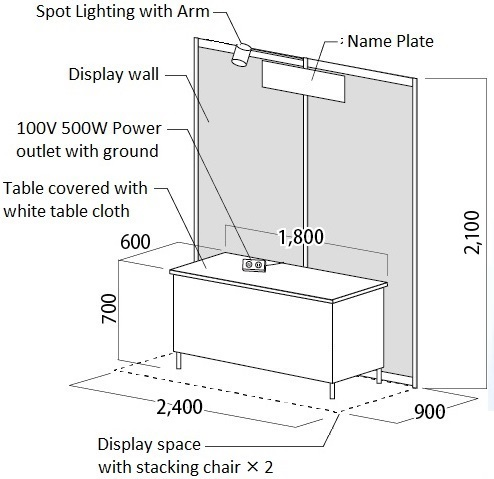 Spot Lighting with Arm
: Name Plate
Display wall
100V 500W Power
outlet with ground
Table covered with
white table cloth
1,800
600
2,100
700
2,400
900
Display space
with stacking chair × 2